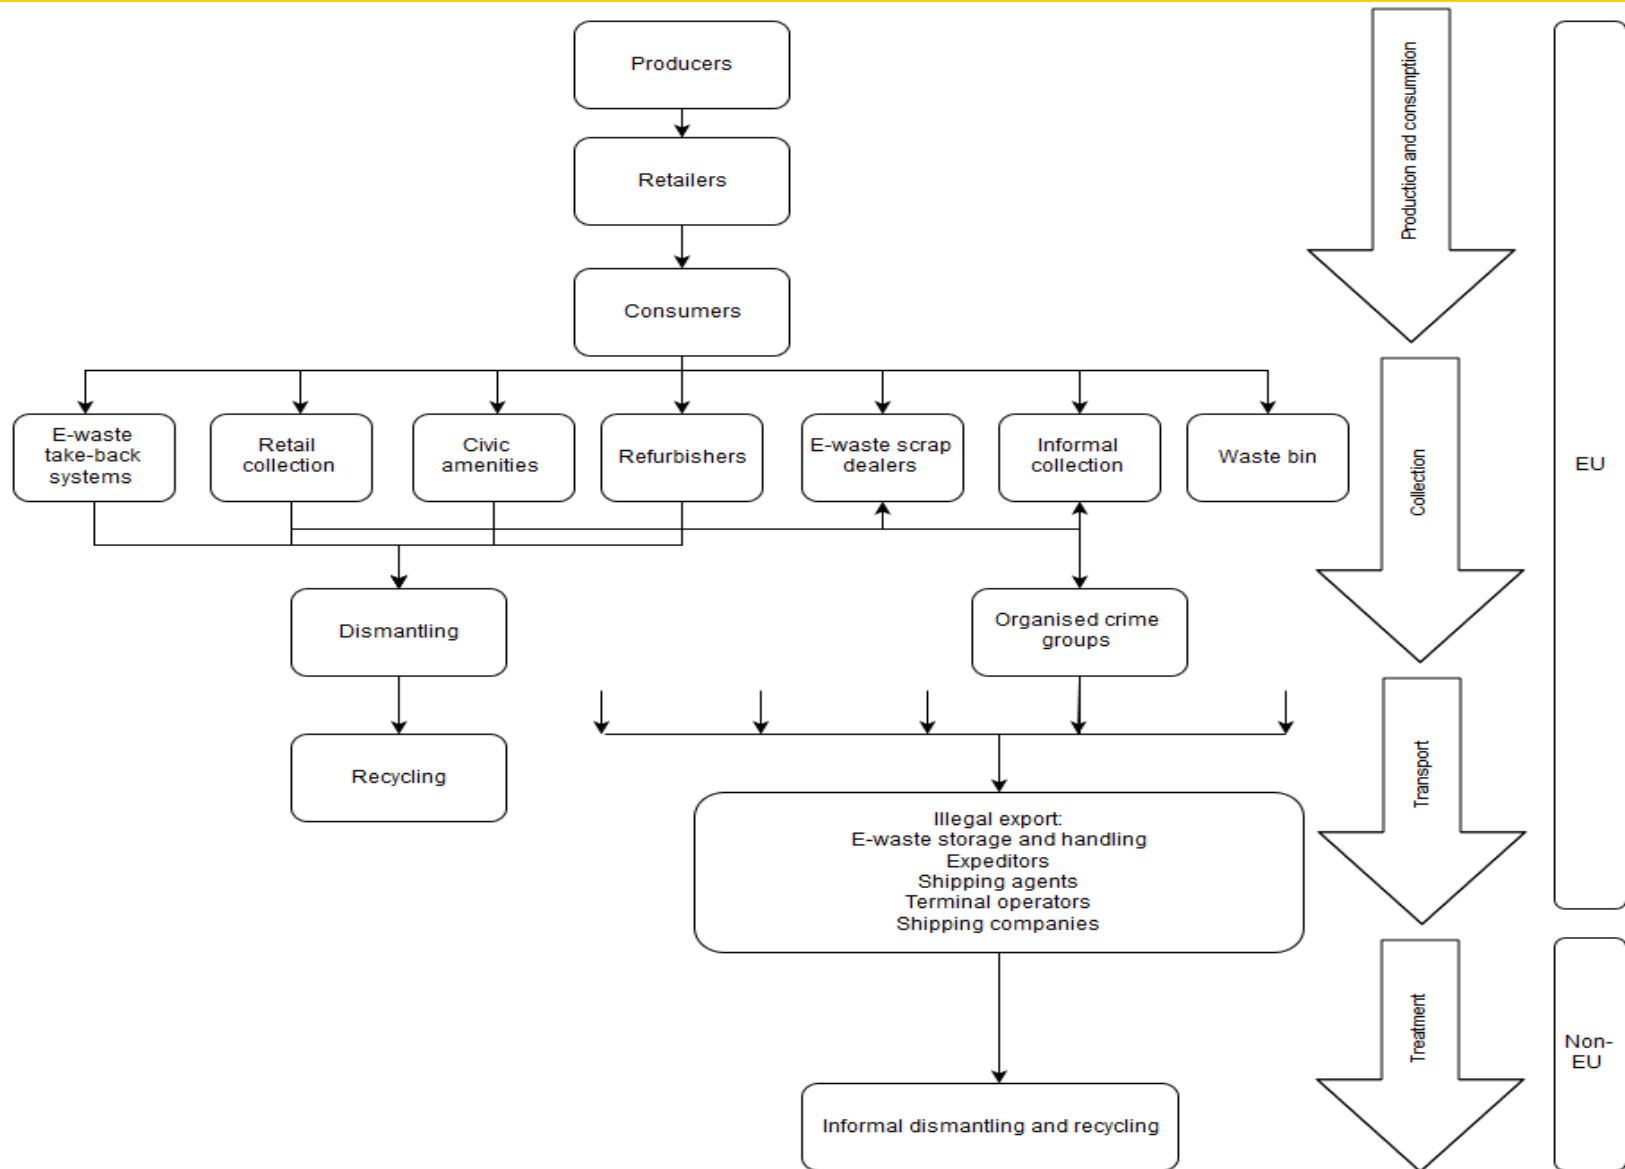 Producers
Retailers
Consumers
E-waste
take-back
systems
Retail
collection
Civic
amenities
Refurbishers
E-waste scrap
dealers
Informal
collection
Waste bin
Dismantling
Organised crime
groups
Recycling
Illegal export:
E-waste storage and handling
Expeditors
Shipping agents
Terminal operators
Shipping companies
Informal dismantling and recycling
Production and consumption
Collection
Transport
Treatment
EU
Non-
EU